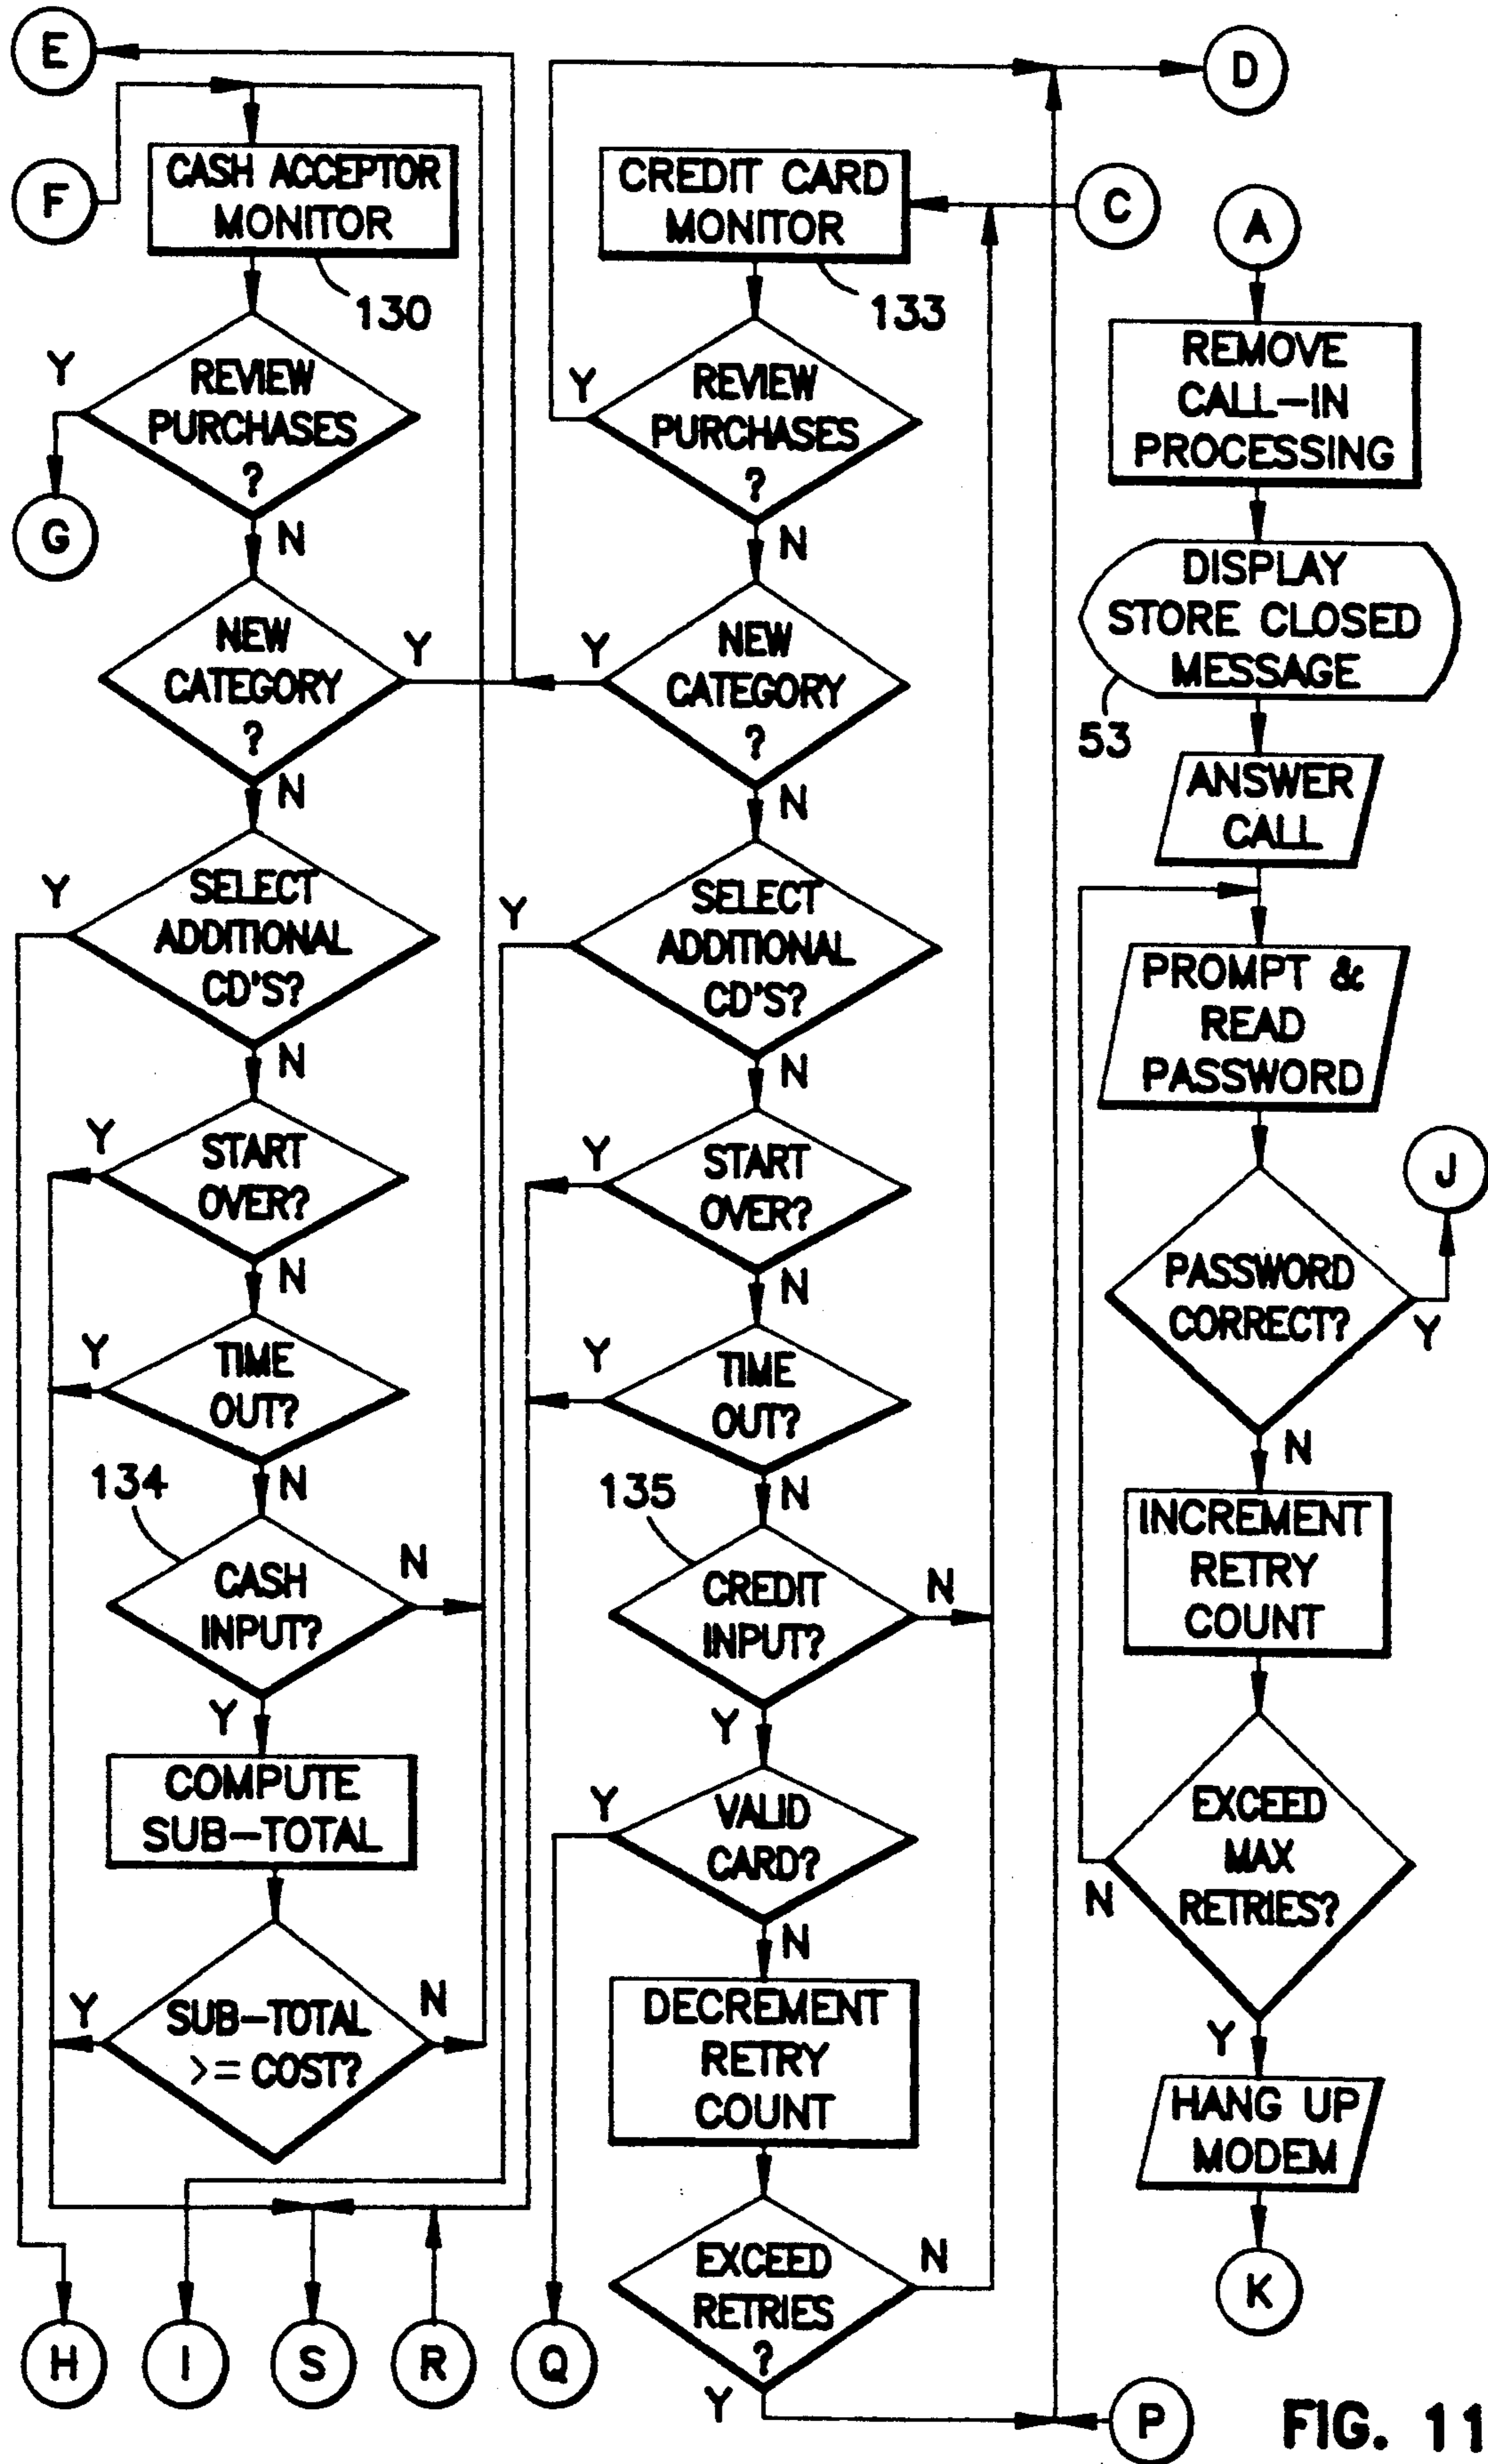 E
F
CASH ACCEPTOR
MONITOR
130
REVIEW
PURCHASES
?
Y
G
N
NEW
CATEGORY
?
Y
N
SELECT
ADDITIONAL
CD'S?
Y
N
START
OVER?
Y
N
TIME
OUT?
Y
N
134
CASH
INPUT?
N
Y
COMPUTE
SUB-TOTAL
SUB-TOTAL
>= COST?
Y
N
H
I
S
R
Q
D
C
CREDIT CARD
MONITOR
133
REVIEW
PURCHASES
?
Y
N
NEW
CATEGORY
?
Y
N
SELECT
ADDITIONAL
CD'S?
Y
N
START
OVER?
Y
N
TIME
OUT?
Y
N
135
CREDIT
INPUT?
N
Y
VALID
CARD?
Y
N
DECREMENT
RETRY
COUNT
EXCEED
RETRIES
?
N
Y
P
A
REMOVE
CALL-IN
PROCESSING
DISPLAY
STORE CLOSED
MESSAGE
53
ANSWER
CALL
PROMPT &
READ
PASSWORD
J
PASSWORD
CORRECT?
Y
N
INCREMENT
RETRY
COUNT
EXCEED
MAX
RETRIES?
N
Y
HANG UP
MODEM
K
FIG. 11